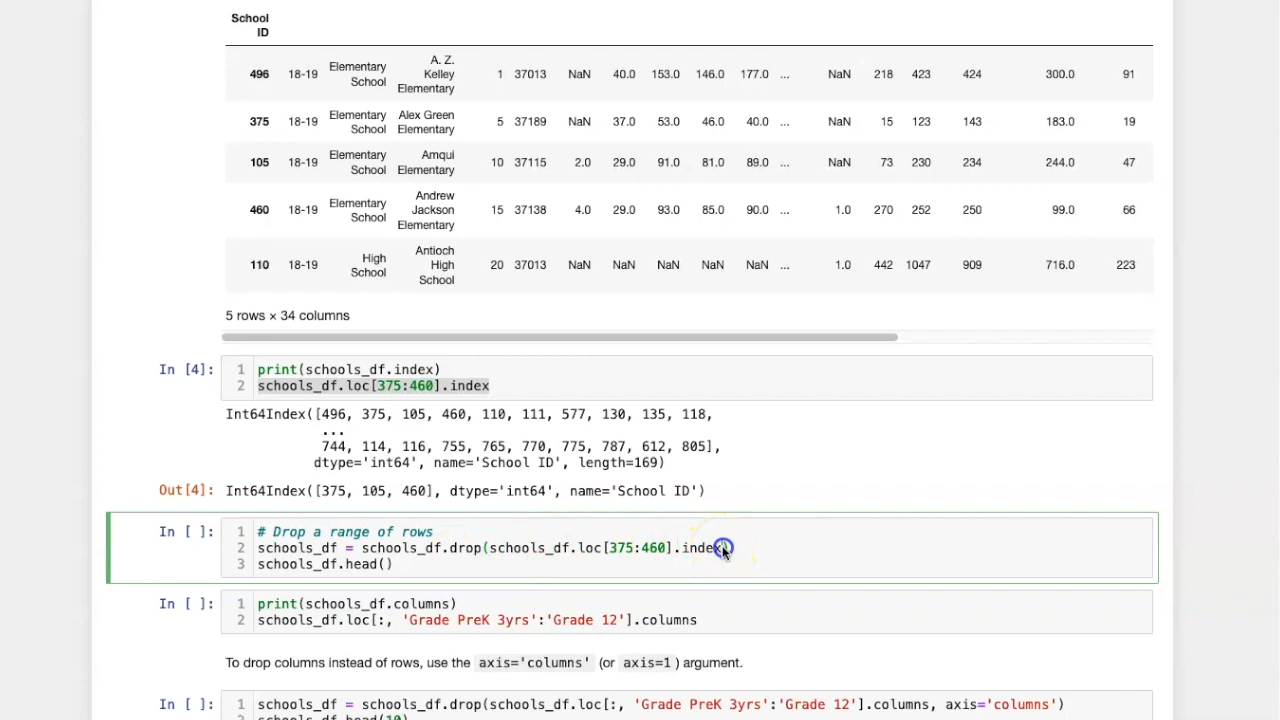 School
ID
496 18-19 Elementary School A. Z. Kelley Elementary 1 37013 NaN 40.0 153.0 146.0 177.0 ... NaN 218 423 424 300.0 91
375 18-19 Elementary School Alex Green Elementary 5 37189 NaN 37.0 53.0 46.0 40.0 ... NaN 15 123 143 183.0 19
105 18-19 Elementary School Amqui Elementary 10 37115 2.0 29.0 91.0 81.0 89.0 ... NaN 73 230 234 244.0 47
460 18-19 Elementary School Andrew Jackson Elementary 15 37138 4.0 29.0 93.0 85.0 90.0 ... 1.0 270 252 250 99.0 66
110 18-19 High School Antioch High School 20 37013 NaN NaN NaN NaN NaN ... 1.0 442 1047 909 716.0 223
5 rows × 34 columns
In [4]: 1 print(schools_df.index)
2 schools_df.loc[375:460].index
Int64Index([496, 375, 105, 460, 110, 111, 577, 130, 135, 118,
...
744, 114, 116, 755, 765, 770, 775, 787, 612, 805],
dtype='int64', name='School ID', length=169)
Out[4]: Int64Index([375, 105, 460], dtype='int64', name='School ID')
In [ ]: 1 # Drop a range of rows
2 schools_df = schools_df.drop(schools_df.loc[375:460].index)
3 schools_df.head()
In [ ]: 1 print(schools_df.columns)
2 schools_df.loc[:, 'Grade PreK 3yrs':'Grade 12'].columns
To drop columns instead of rows, use the axis='columns' (or axis=1 ) argument.
In [ ]: 1 schools_df = schools_df.drop(schools_df.loc[:, 'Grade PreK 3yrs':'Grade 12'].columns, axis='columns')
schools_df.head(10)